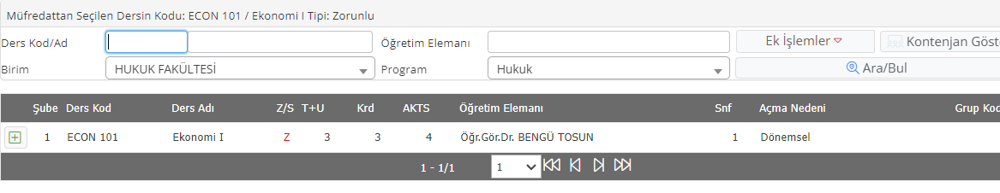 Müfredattan Seçilen Dersin Kodu: ECON 101 / Ekonomi I Tipi: Zorunlu
Ders Kod/Ad Öğretim Elemanı Ek İşlemler Kontenjan Göste
Birim HUKUK FAKÜLTESİ Program Hukuk Ara/Bul
Şube Ders Kod Ders Adı Z/S T+U Krd AKTS Öğretim Elemanı Snf Açma Nedeni Grup Kod
1 ECON 101 Ekonomi I Z 3 3 4 Öğr.Gör.Dr. BENGÜ TOSUN 1 Dönemsel
1 - 1/1 1